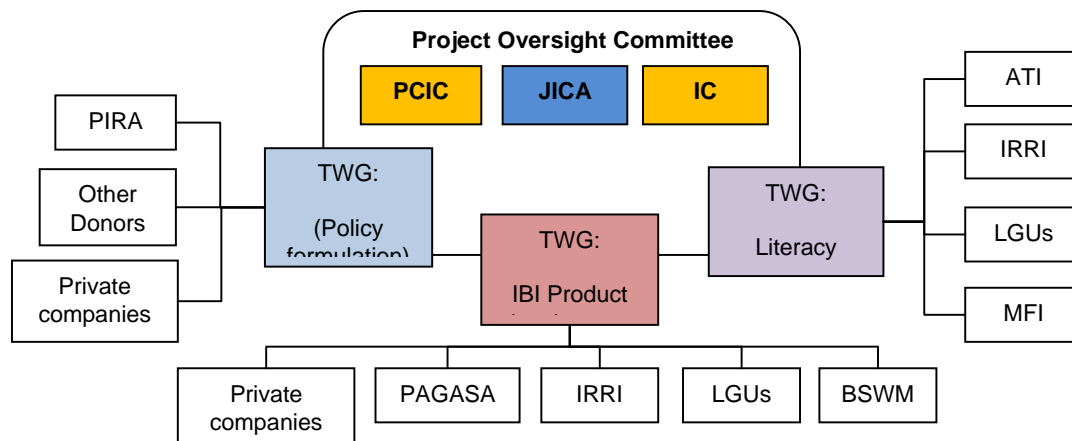 Project Oversight Committee
PCIC
JICA
IC
PIRA
Other
Donors
Private
companies
TWG:
(Policy
formulation)
TWG:
IBI Product
TWG:
Literacy
ATI
IRRI
LGUs
MFI
Private
companies
PAGASA
IRRI
LGUs
BSWM